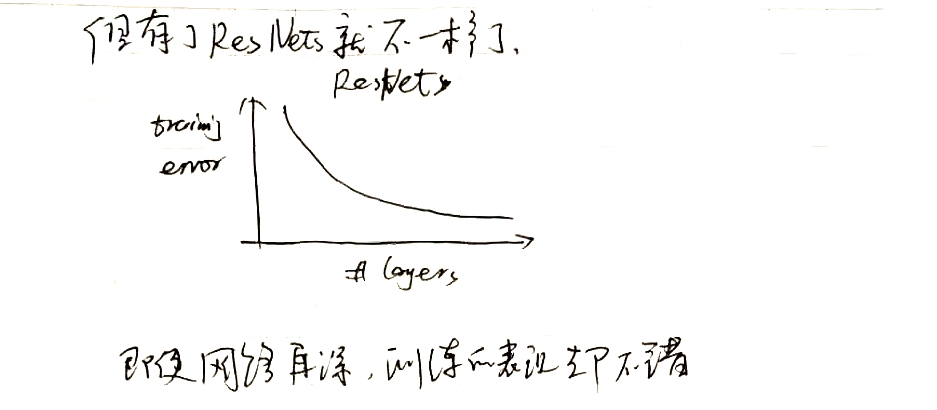 但有了ResNets就不一样了.
ResNets
training
error
# layers
即使网络再深,训练的表现却不错